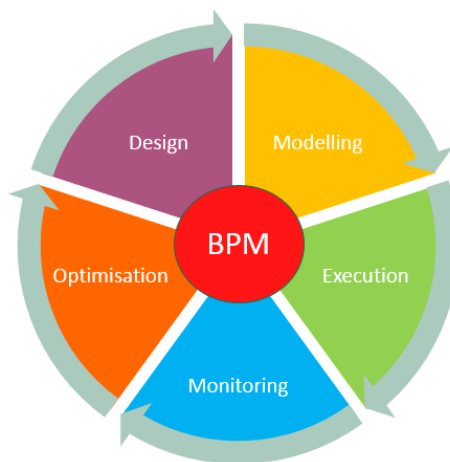 Design
Modelling
BPM
Optimisation
Execution
Monitoring